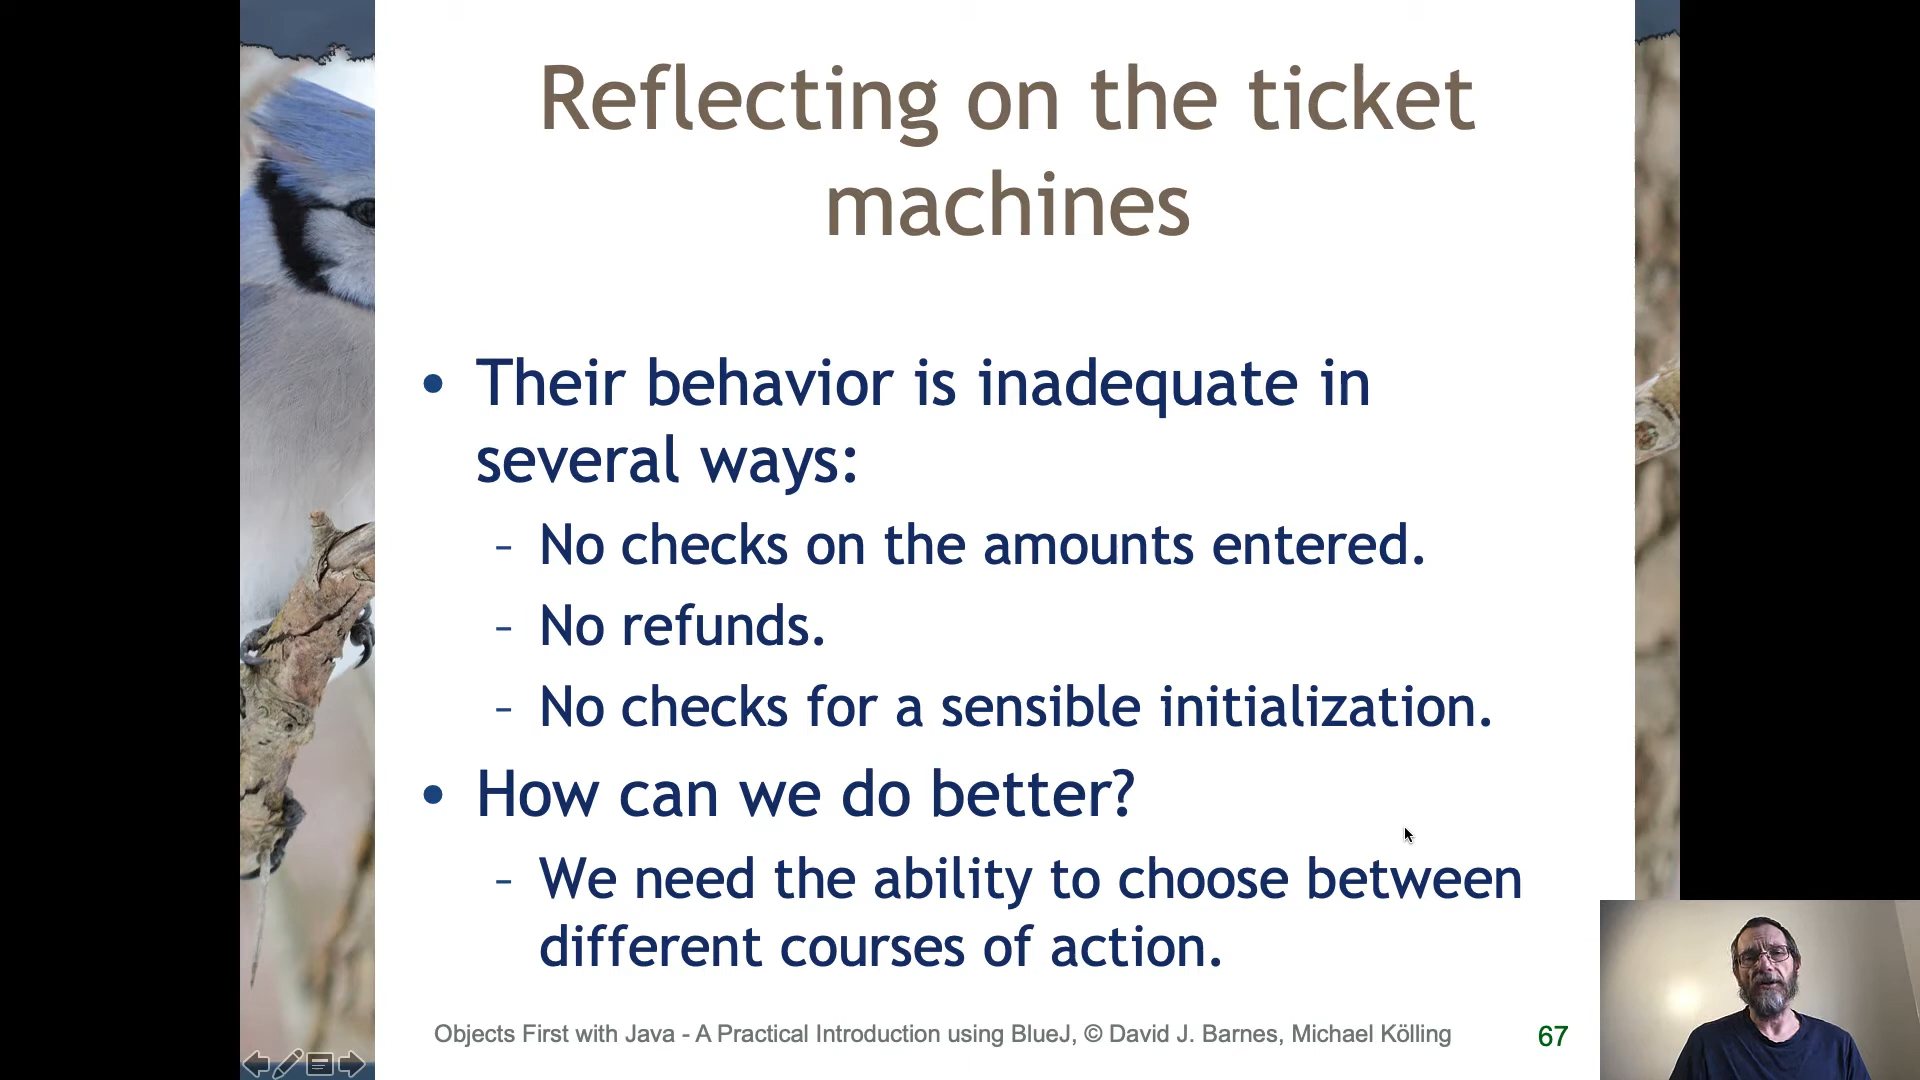 Reflecting on the ticket
machines
• Their behavior is inadequate in
several ways:
– No checks on the amounts entered.
– No refunds.
– No checks for a sensible initialization.
• How can we do better?
– We need the ability to choose between
different courses of action.
Objects First with Java - A Practical Introduction using BlueJ, © David J. Barnes, Michael Kölling
67